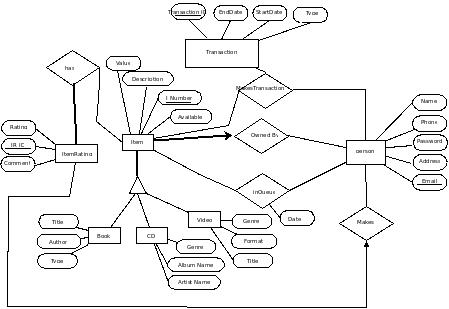 Transaction ID
EndDate
StartDate
Type
Transaction
has
Value
Description
I_Number
Available
MakesTransaction
Name
Phone
Password
Address
Email
Rating
IR ID
Comment
ItemRating
Item
Owned By
person
InQueue
Date
Makes
Title
Author
Type
Book
CD
Video
Genre
Format
Title
Genre
Album Name
Artist Name